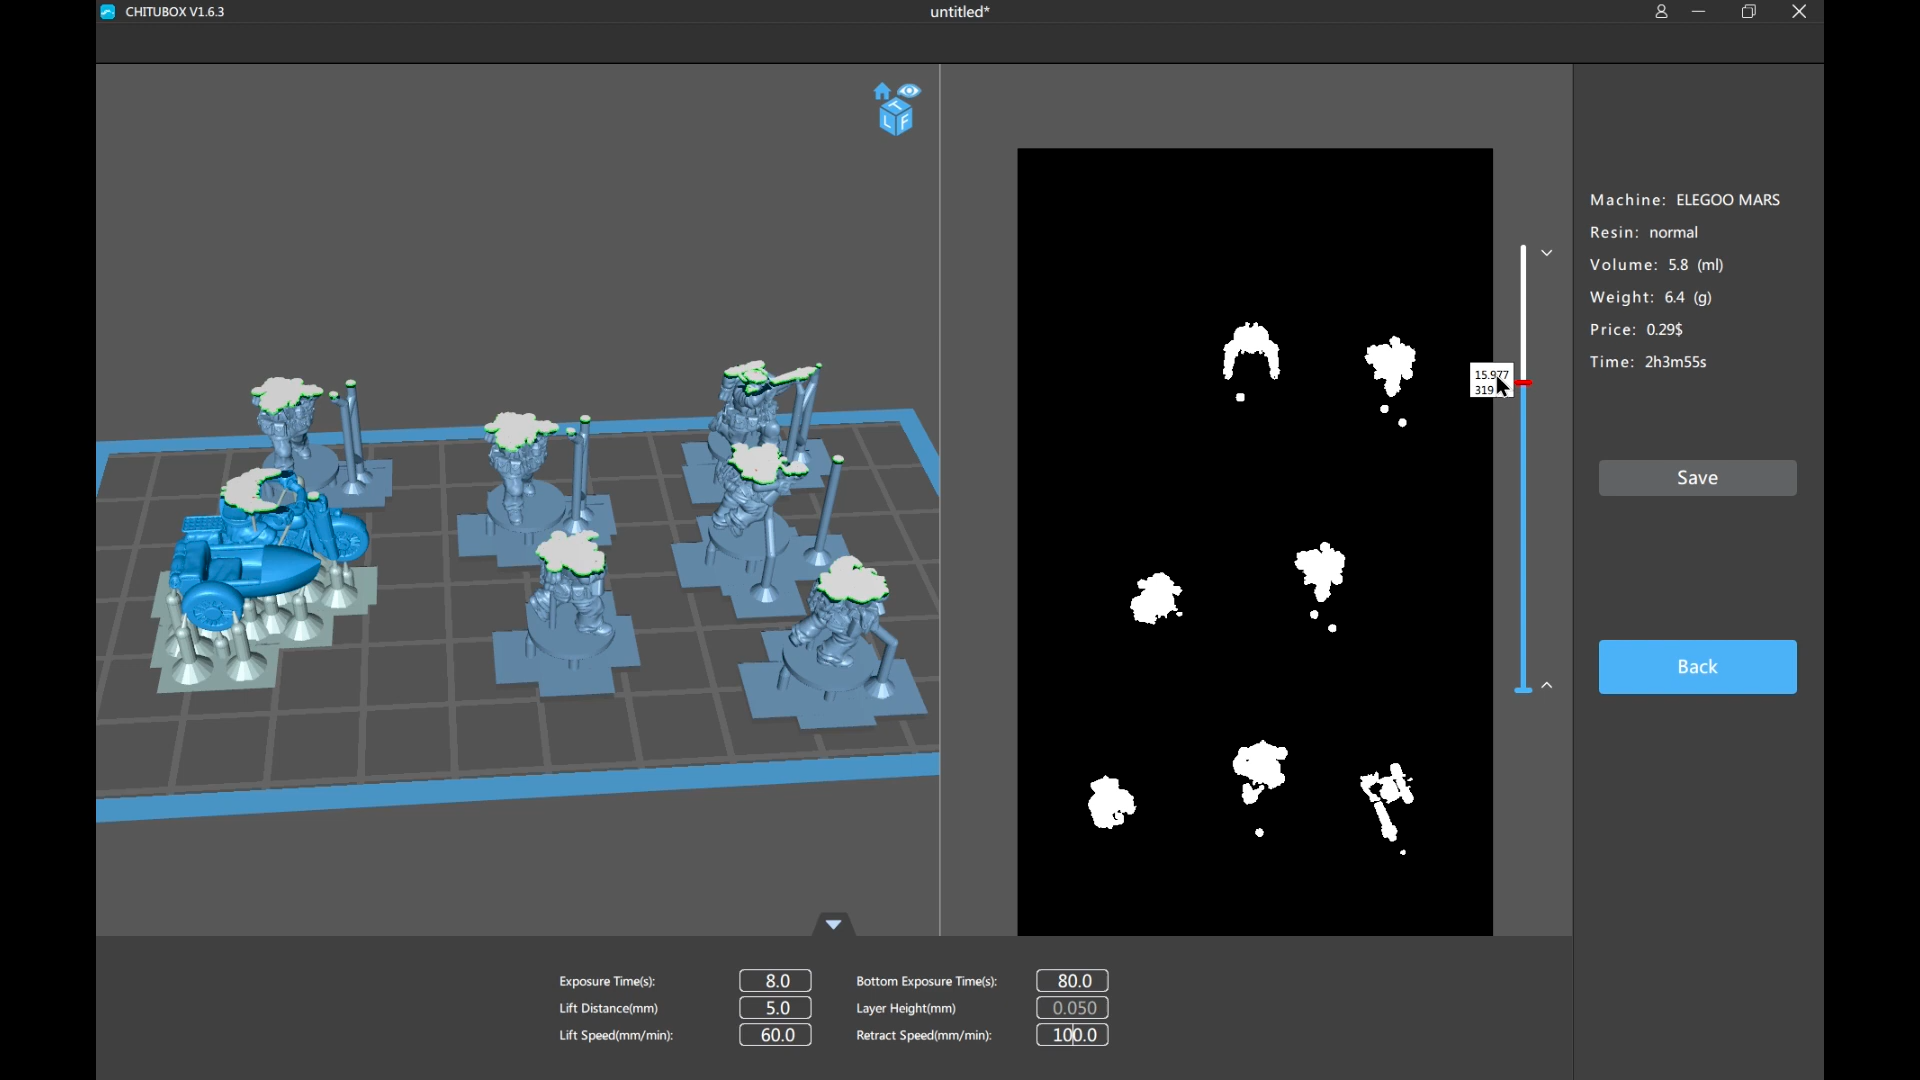 CHITUBOX V1.6.3
untitled*
T
L F
Machine: ELEGOO MARS
Resin: normal
Volume: 5.8 (ml)
Weight: 6.4 (g)
Price: 0.29$
Time: 2h3m55s
15.977
319
Save
Back
Exposure Time(s): 8.0 Bottom Exposure Time(s): 80.0
Lift Distance(mm) 5.0 Layer Height(mm) 0.050
Lift Speed(mm/min): 60.0 Retract Speed(mm/min): 100.0